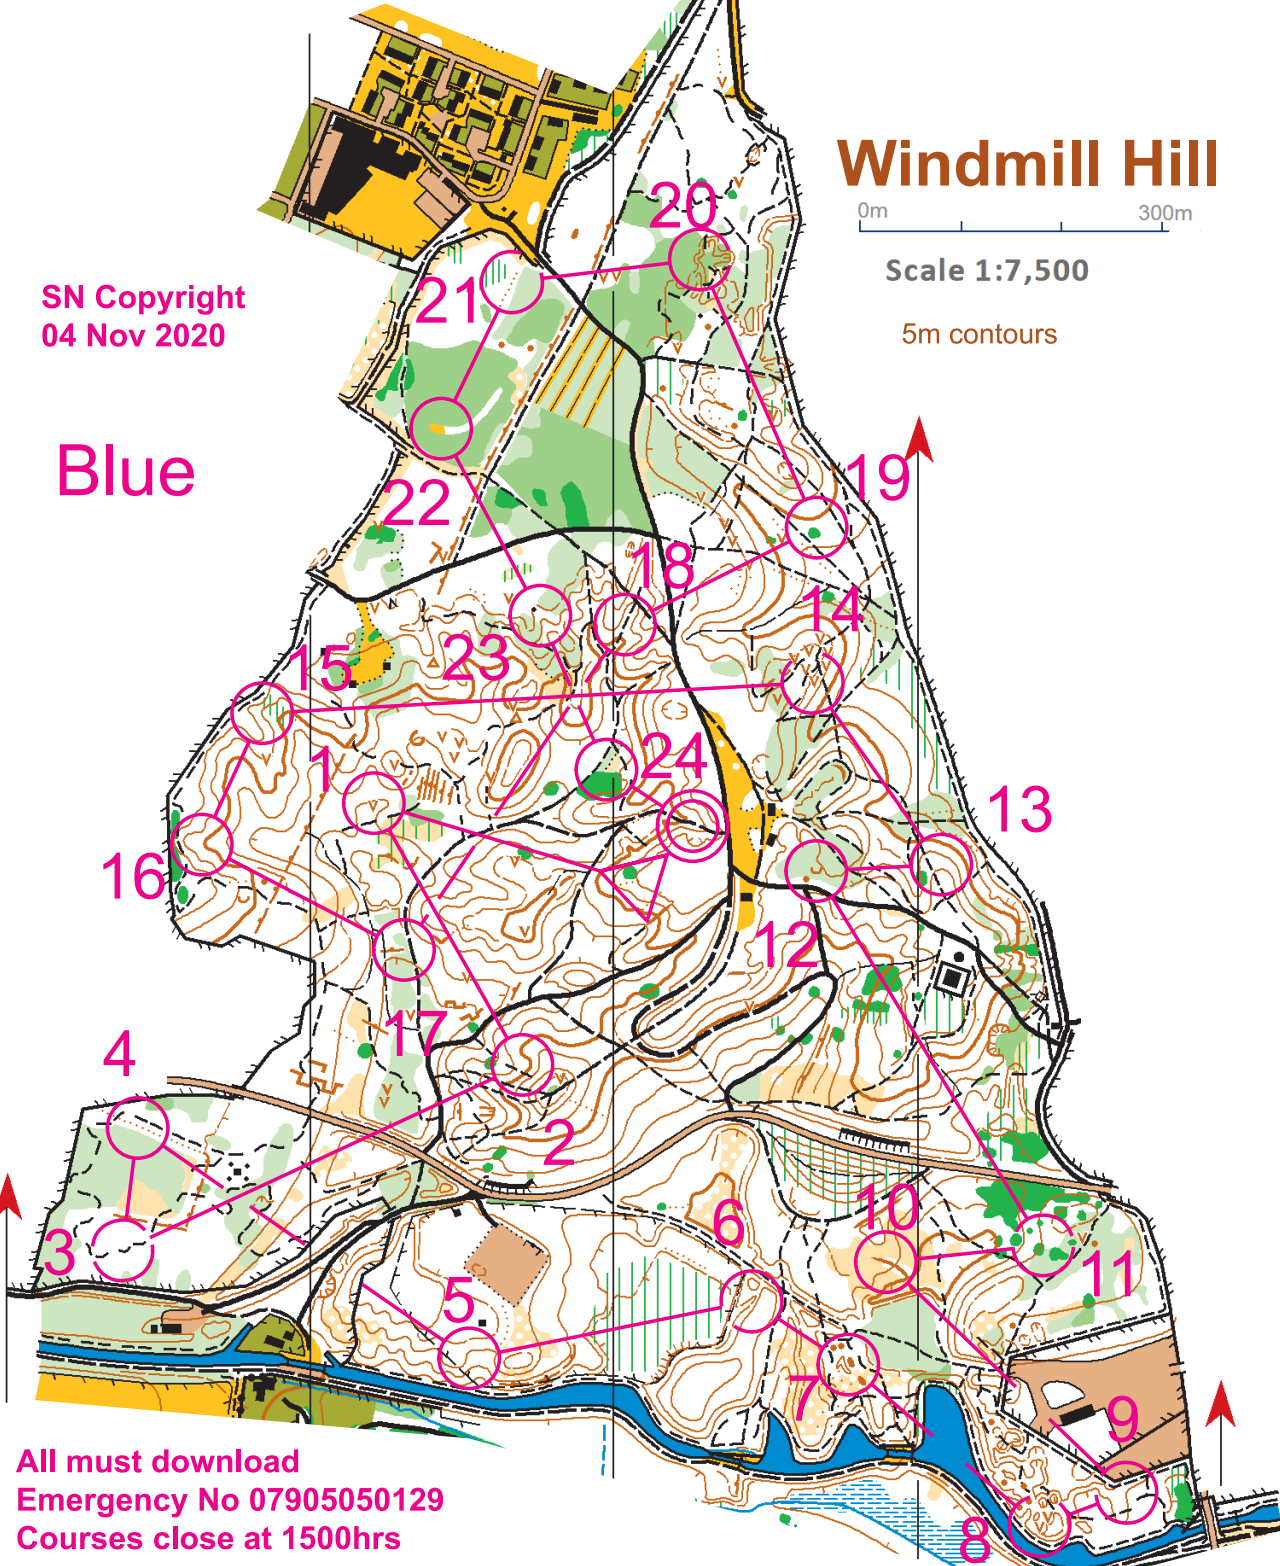 Windmill Hill
0m 300m
Scale 1:7,500
5m contours
SN Copyright
04 Nov 2020
Blue
20
21
22
19
18
14
23
15
24
1
13
16
12
17
4
2
3
6
10
11
5
7
9
8
All must download
Emergency No 07905050129
Courses close at 1500hrs